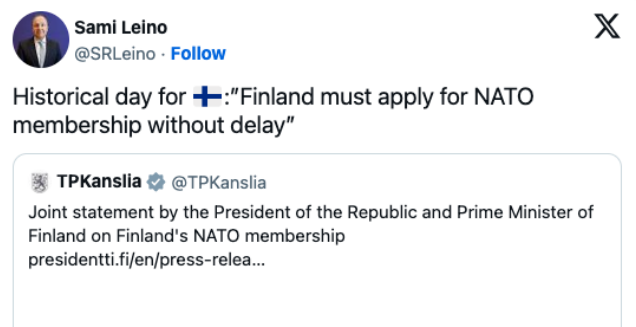 Sami Leino
@SRLeino · Follow
Historical day for 🇫🇮:”Finland must apply for NATO
membership without delay”
TPKanslia @TPKanslia
Joint statement by the President of the Republic and Prime Minister of
Finland on Finland's NATO membership
presidentti.fi/en/press-relea...